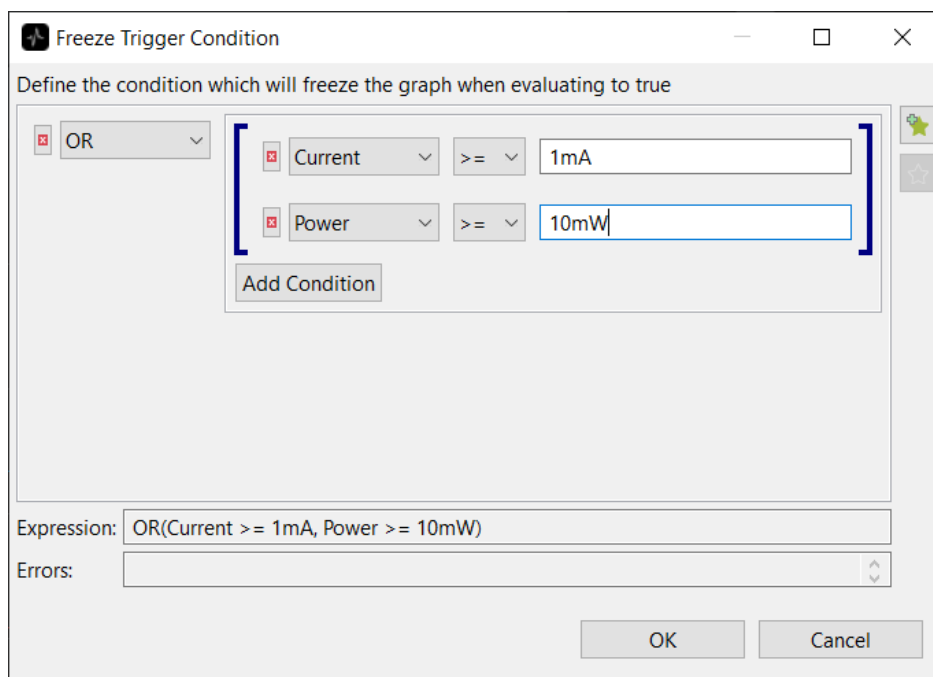 Freeze Trigger Condition
Define the condition which will freeze the graph when evaluating to true
OR
Current >= 1mA
Power >= 10mW
Add Condition
Expression: OR(Current >= 1mA, Power >= 10mW)
Errors:
OK Cancel